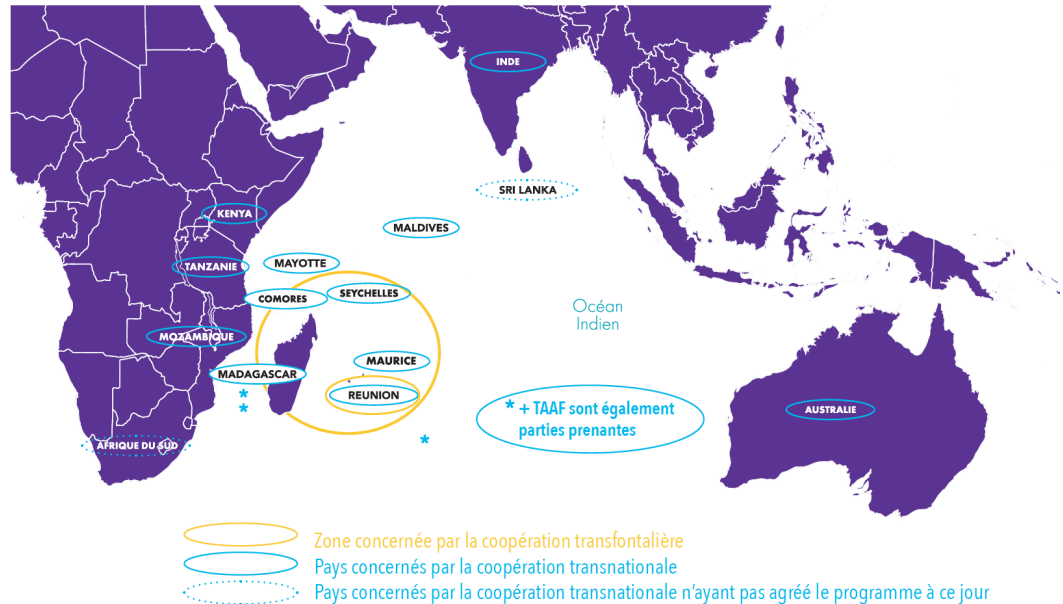 INDE
SRI LANKA
KENYA
MALDIVES
TANZANIE
MAYOTTE
COMORES
SEYCHELLES
Océan
Indien
MOZAMBIQUE
MAURICE
MADAGASCAR
REUNION
*
*
* + TAAF sont également
parties prenantes
AUSTRALIE
*
AFRIQUE DU SUD
Zone concernée par la coopération transfontalière
Pays concernés par la coopération transnationale
Pays concernés par la coopération transnationale n'ayant pas agréé le programme à ce jour